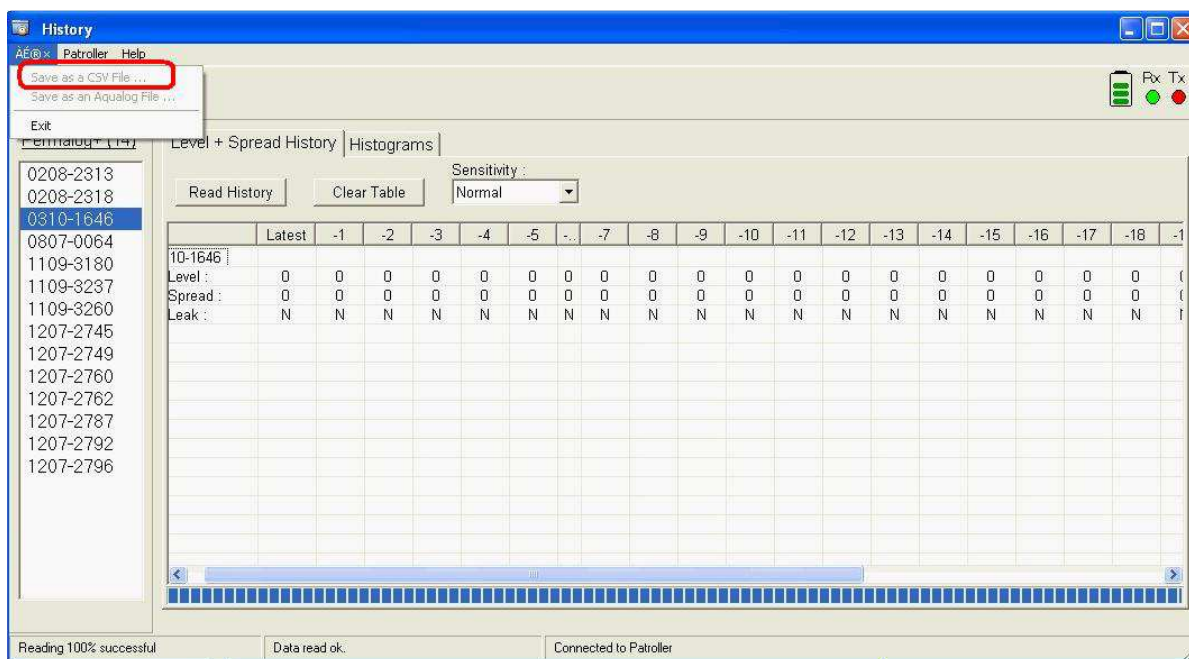 History
ÀÉ®× Patroller Help
Save as a CSV File ...
Save as an Aqualog File ...
Exit
Rx Tx
Permalog+ (14)
Level + Spread History Histograms
Sensitivity :
Read History Clear Table Normal
0208-2313
0208-2318
0310-1646
0807-0064
1109-3180
1109-3237
1109-3260
1207-2745
1207-2749
1207-2760
1207-2762
1207-2787
1207-2792
1207-2796
Latest -1 -2 -3 -4 -5 -.. -7 -8 -9 -10 -11 -12 -13 -14 -15 -16 -17 -18 -1
10-1646
Level : 0 0 0 0 0 0 0 0 0 0 0 0 0 0 0 0 0 0 0
Spread : 0 0 0 0 0 0 0 0 0 0 0 0 0 0 0 0 0 0 0
Leak : N N N N N N N N N N N N N N N N N N N
Reading 100% successful Data read ok. Connected to Patroller